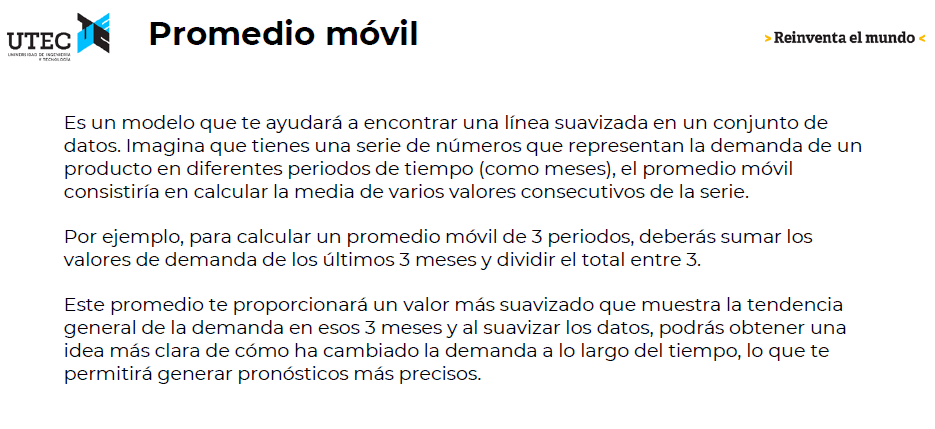 UTEC
UNIVERSIDAD DE INGENIERÍA
Y TECNOLOGÍA
Promedio móvil
> Reinventa el mundo <
Es un modelo que te ayudará a encontrar una línea suavizada en un conjunto de
datos. Imagina que tienes una serie de números que representan la demanda de un
producto en diferentes periodos de tiempo (como meses), el promedio móvil
consistiría en calcular la media de varios valores consecutivos de la serie.
Por ejemplo, para calcular un promedio móvil de 3 periodos, deberás sumar los
valores de demanda de los últimos 3 meses y dividir el total entre 3.
Este promedio te proporcionará un valor más suavizado que muestra la tendencia
general de la demanda en esos 3 meses y al suavizar los datos, podrás obtener una
idea más clara de cómo ha cambiado la demanda a lo largo del tiempo, lo que te
permitirá generar pronósticos más precisos.